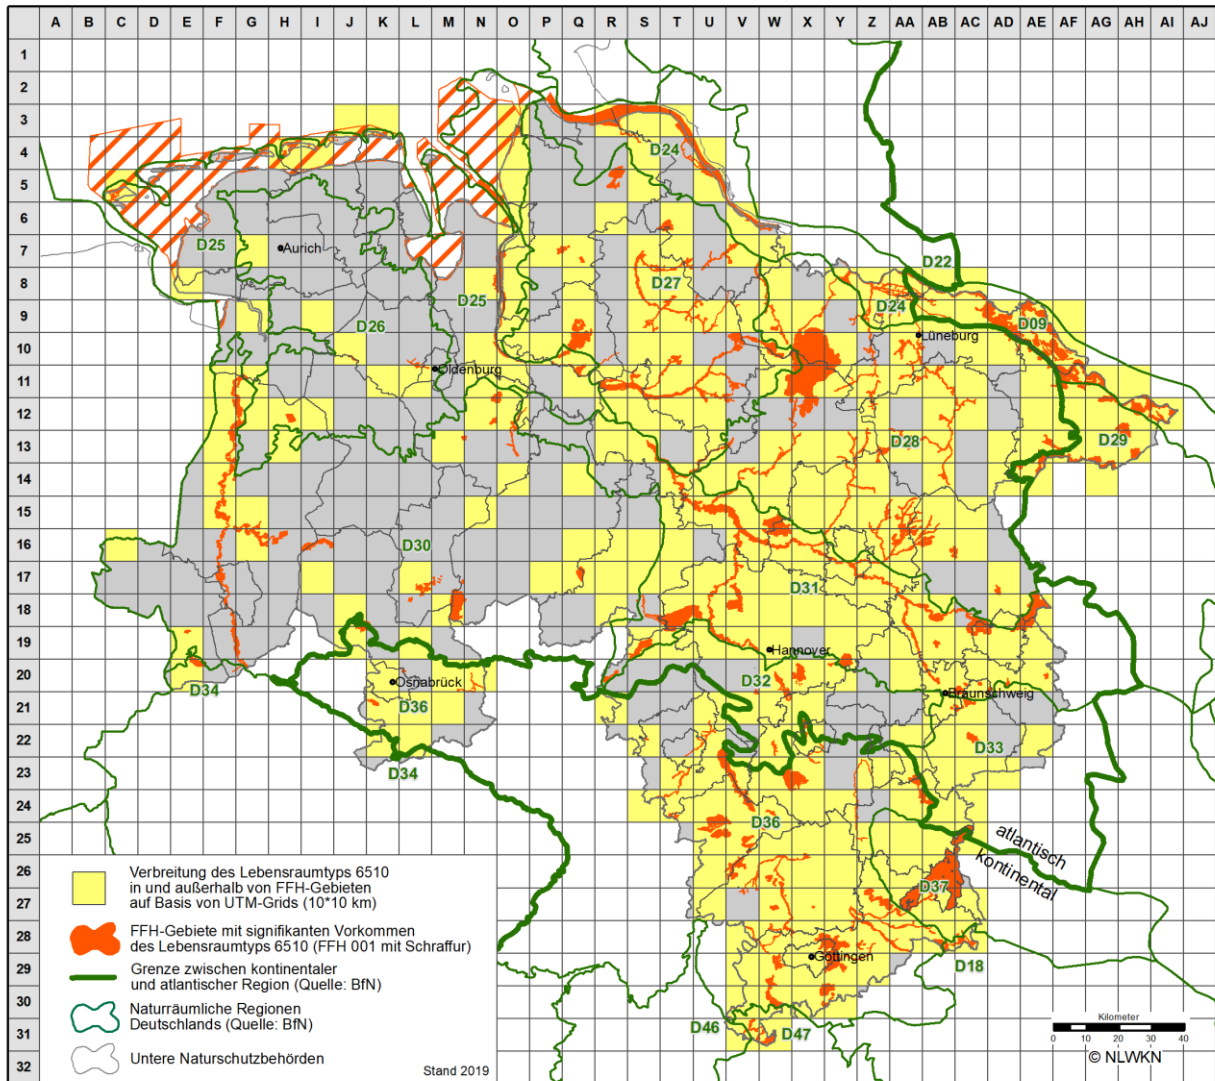 A B C D E F G H I J K L M N O P Q R S T U V W X Y Z AA AB AC AD AE AF AG AH AI AJ
1
2
3
4
D24
5
6
D25
Aurich
7
D22
D27
8
D25
D24
9
D26
D09
Lüneburg
10
Oldenburg
11
12
13
D28
D29
14
15
16
D30
17
D31
18
19
Hannover
20
D34
Osnabrück
D32
Braunschweig
21
D36
22
D33
23
D34
24
D36
25
atlantisch
kontinental
26
D37
27
28
Göttingen
D18
29
30
D46
D47
31
32
Verbreitung des Lebensraumtyps 6510
in und außerhalb von FFH-Gebieten
auf Basis von UTM-Grids (10*10 km)
FFH-Gebiete mit signifikanten Vorkommen
des Lebensraumtyps 6510 (FFH 001 mit Schraffur)
Grenze zwischen kontinentaler
und atlantischer Region (Quelle: BfN)
Naturräumliche Regionen
Deutschlands (Quelle: BfN)
Untere Naturschutzbehörden
Stand 2019
Kilometer
0 10 20 30 40
© NLWKN